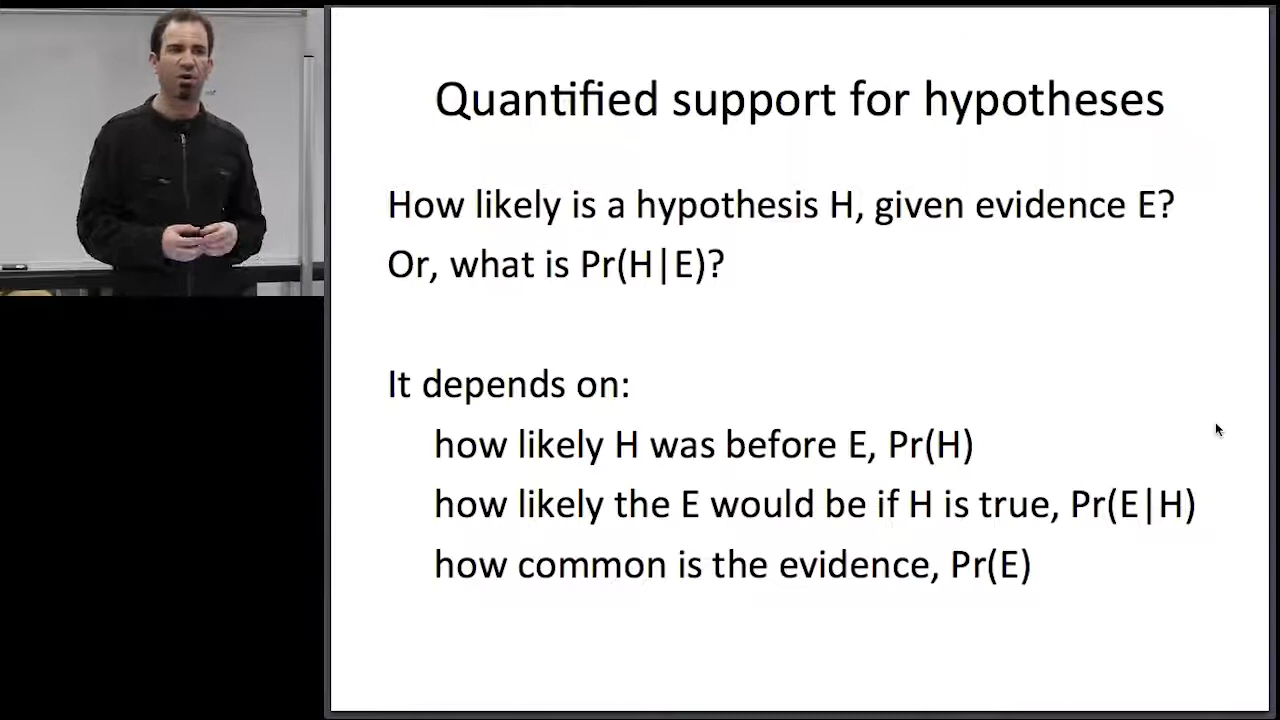 Quantified support for hypotheses
How likely is a hypothesis H, given evidence E?
Or, what is Pr(H|E)?
It depends on:
how likely H was before E, Pr(H)
how likely the E would be if H is true, Pr(E|H)
how common is the evidence, Pr(E)